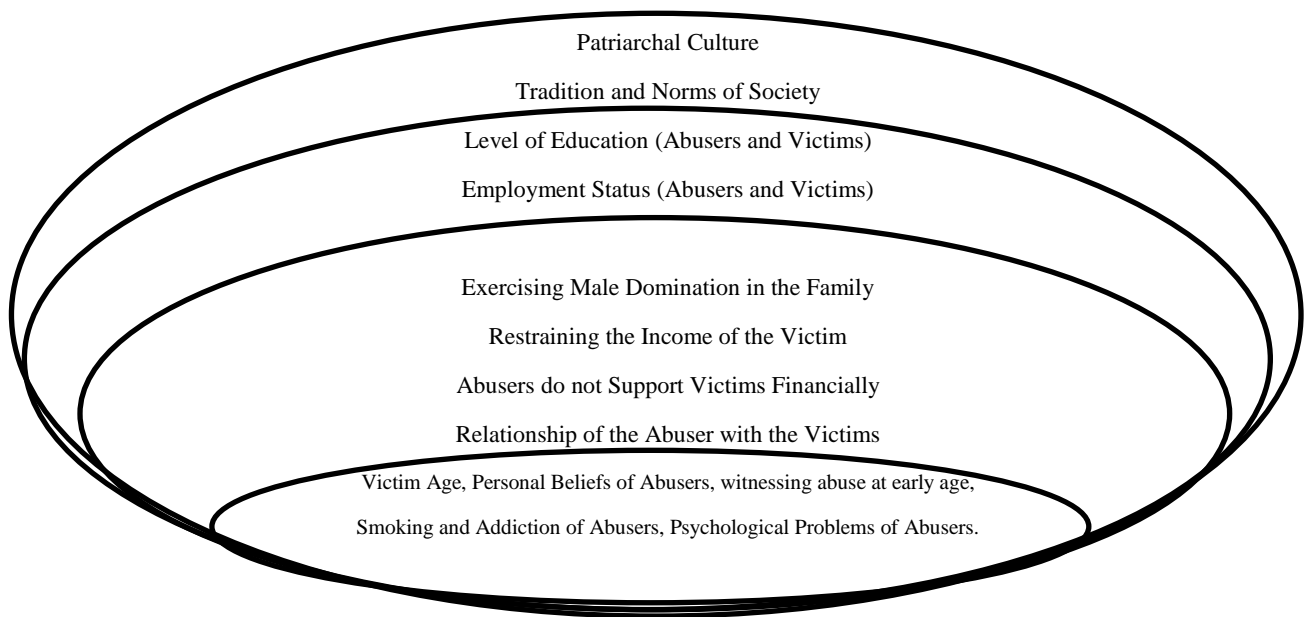 Patriarchal Culture
Tradition and Norms of Society
Level of Education (Abusers and Victims)
Employment Status (Abusers and Victims)
Exercising Male Domination in the Family
Restraining the Income of the Victim
Abusers do not Support Victims Financially
Relationship of the Abuser with the Victims
Victim Age, Personal Beliefs of Abusers, witnessing abuse at early age,
Smoking and Addiction of Abusers, Psychological Problems of Abusers.